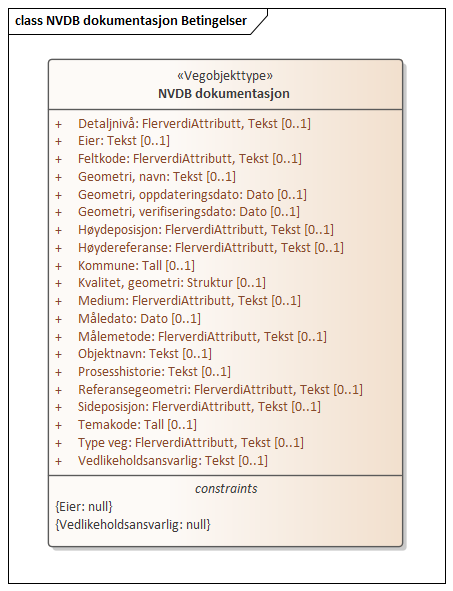 class NVDB dokumentasjon Betingelser
«Vegobjekttype»
NVDB dokumentasjon
+ Detaljnivå: FlerverdiAttributt, Tekst [0..1]
+ Eier: Tekst [0..1]
+ Feltkode: FlerverdiAttributt, Tekst [0..1]
+ Geometri, navn: Tekst [0..1]
+ Geometri, oppdateringsdato: Dato [0..1]
+ Geometri, verifiseringsdato: Dato [0..1]
+ Høydeposisjon: FlerverdiAttributt, Tekst [0..1]
+ Høydereferanse: FlerverdiAttributt, Tekst [0..1]
+ Kommune: Tall [0..1]
+ Kvalitet, geometri: Struktur [0..1]
+ Medium: FlerverdiAttributt, Tekst [0..1]
+ Måledato: Dato [0..1]
+ Målemetode: FlerverdiAttributt, Tekst [0..1]
+ Objektnavn: Tekst [0..1]
+ Prosesshistorie: Tekst [0..1]
+ Referansegeometri: FlerverdiAttributt, Tekst [0..1]
+ Sideposisjon: FlerverdiAttributt, Tekst [0..1]
+ Temakode: Tall [0..1]
+ Type veg: FlerverdiAttributt, Tekst [0..1]
+ Vedlikeholdsansvarlig: Tekst [0..1]
constraints
{Eier: null}
{Vedlikeholdsansvarlig: null}